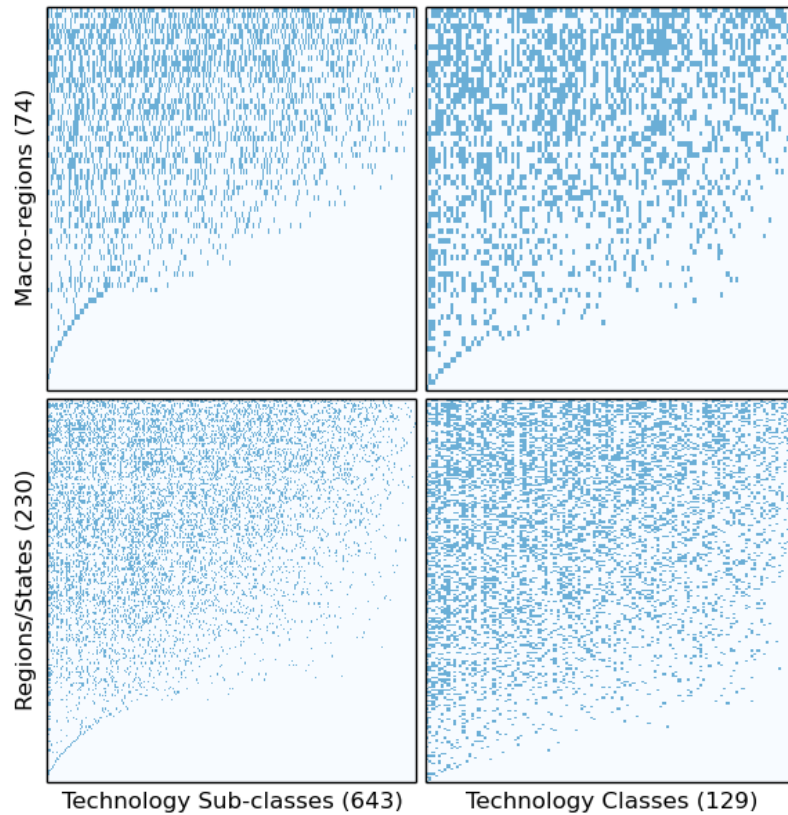 Macro-regions (74)
Regions/States (230)
Technology Sub-classes (643)
Technology Classes (129)